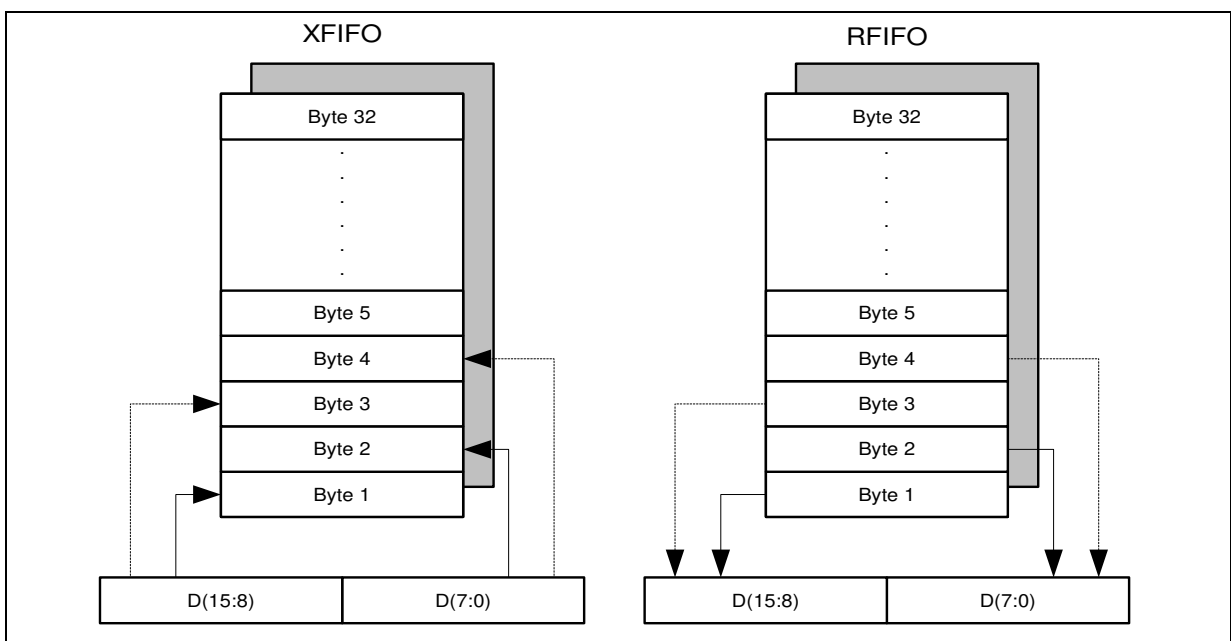 XFIFO
Byte 32
.
.
.
.
.
.
Byte 5
Byte 4
Byte 3
Byte 2
Byte 1
D(15:8) D(7:0)
RFIFO
Byte 32
.
.
.
.
.
.
Byte 5
Byte 4
Byte 3
Byte 2
Byte 1
D(15:8) D(7:0)